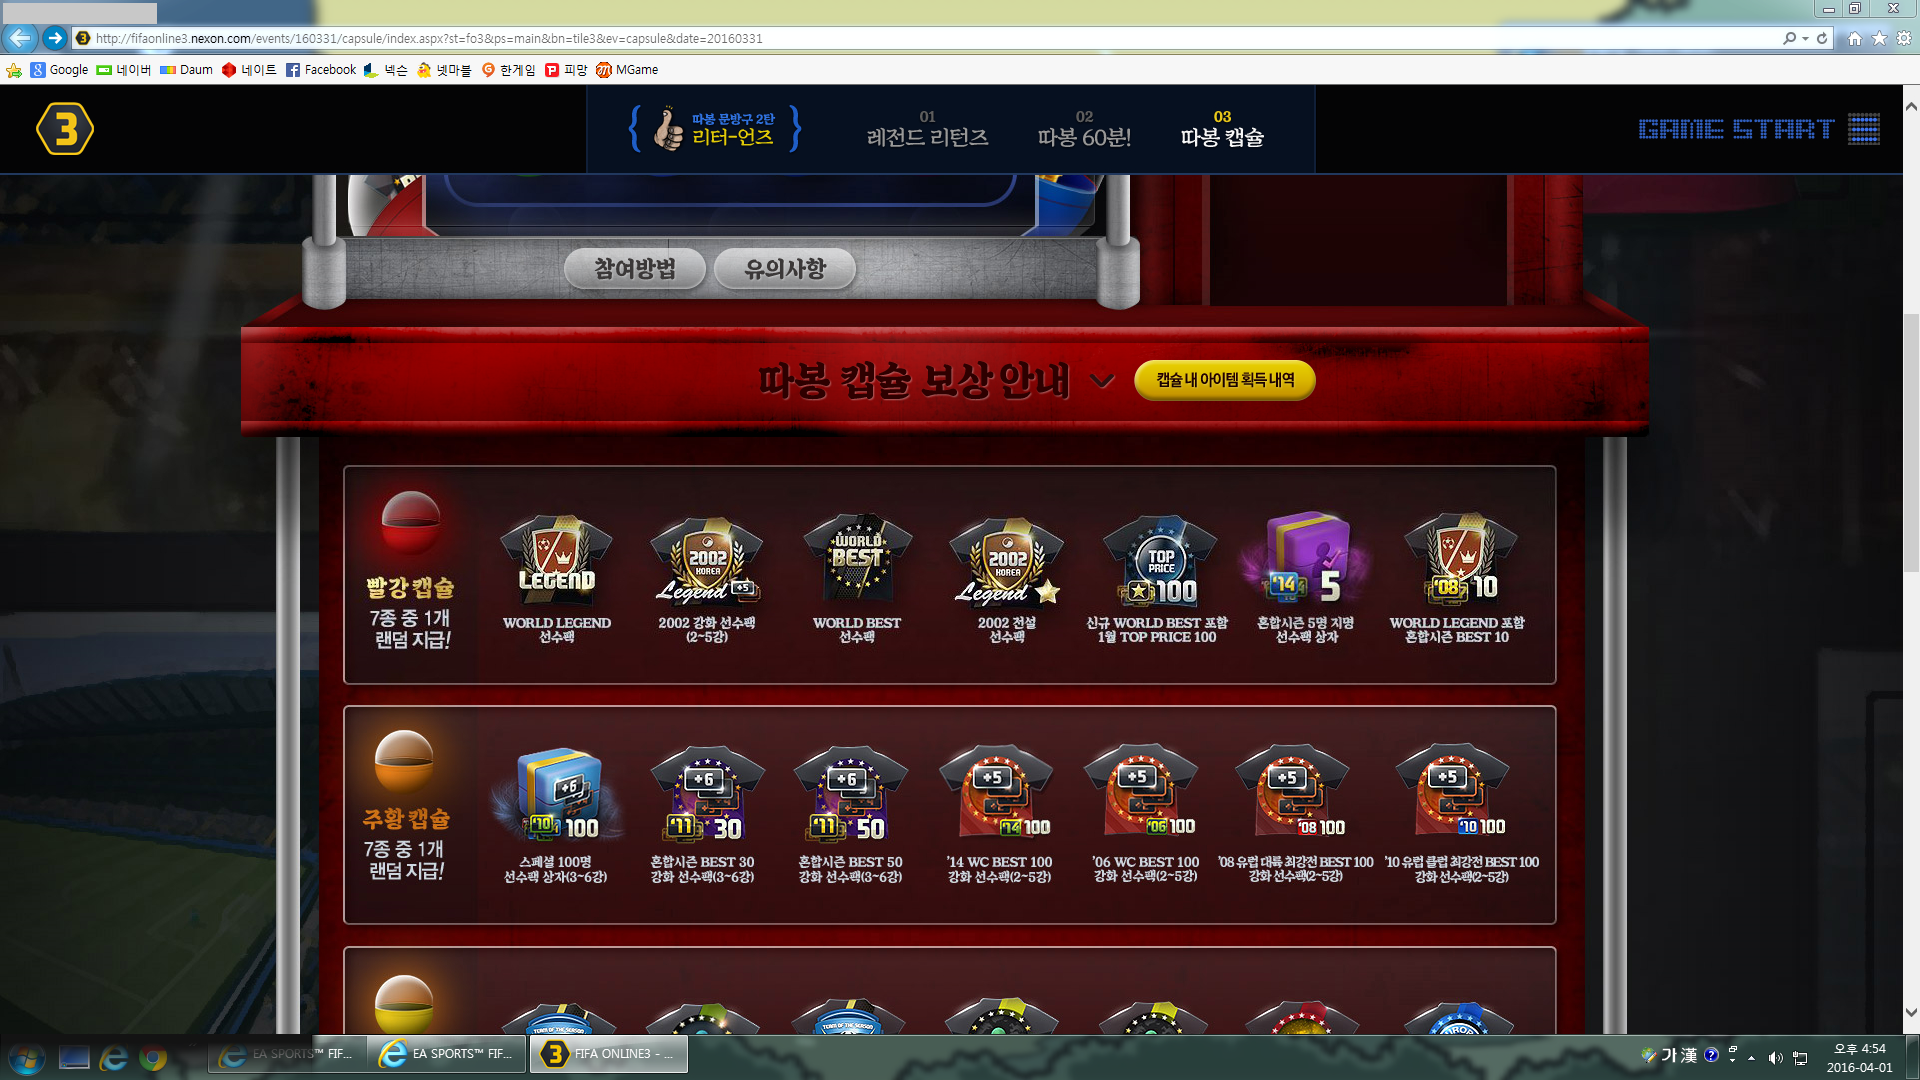 http://fifaonline3.nexon.com/events/160331/capsule/index.aspx?st=fo3&ps=main&bn=tile3&ev=capsule&date=20160331
Google 네이버 Daum 네이트 Facebook 넥슨 넷마블 한게임 피망 MGame
3
따봉 문방구 2탄
리터-언즈
01
레전드 리턴즈
02
따봉 60분!
03
따봉 캡슐
GAME START
참여방법
유의사항
따봉 캡슐 보상 안내
캡슐 내 아이템 획득 내역
빨강 캡슐
7종 중 1개
랜덤 지급!
LEGEND
WORLD LEGEND
선수팩
2002
KOREA
Legend +5
2002 강화 선수팩
(2~5강)
WORLD
BEST
WORLD BEST
선수팩
2002
KOREA
Legend
2002 전설
선수팩
TOP
PRICE
100
신규 WORLD BEST 포함
1월 TOP PRICE 100
'14 5
혼합시즌 5명 지명
선수팩 상자
'08 10
WORLD LEGEND 포함
혼합시즌 BEST 10
주황 캡슐
7종 중 1개
랜덤 지급!
+6
'10 100
스페셜 100명
선수팩 상자(3~6강)
+6
'11 30
혼합시즌 BEST 30
강화 선수팩(3~6강)
+6
'11 50
혼합시즌 BEST 50
강화 선수팩(3~6강)
+5
'14 100
'14 WC BEST 100
강화 선수팩(2~5강)
+5
'06 100
'06 WC BEST 100
강화 선수팩(2~5강)
+5
'08 100
'08 유럽 대륙 최강전 BEST 100
강화 선수팩(2~5강)
+5
'10 100
'10 유럽 클럽 최강전 BEST 100
강화 선수팩(2~5강)
TEAM OF THE SEASON
TEAM OF THE SEASON
EA SPORTS™ FIF...
EA SPORTS™ FIF...
3 FIFA ONLINE3 - ...
가 漢
오후 4:54
2016-04-01